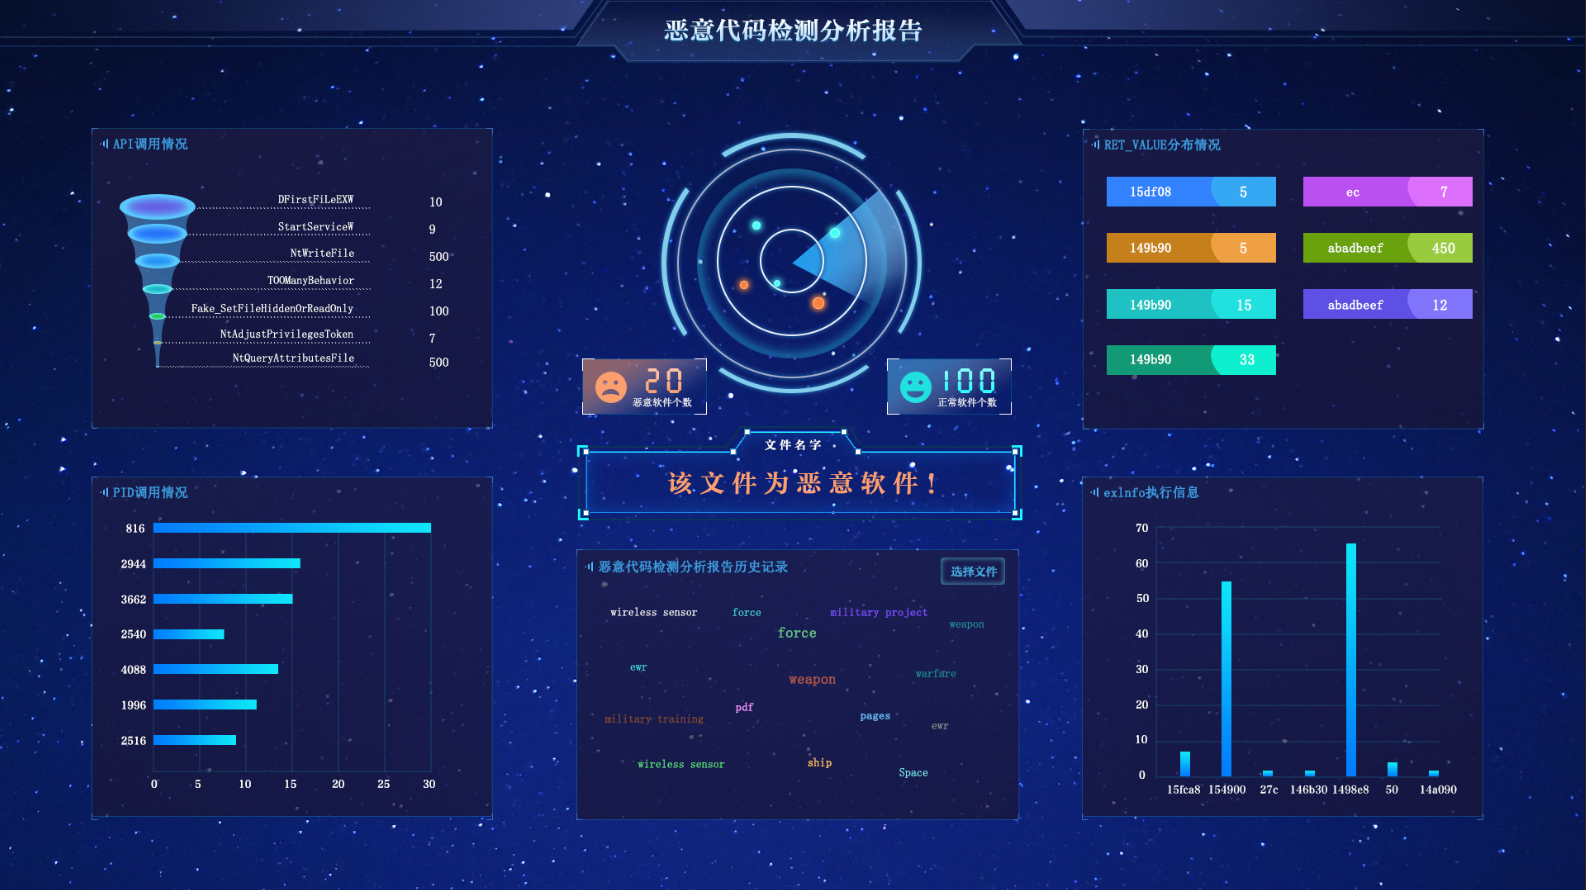 恶意代码检测分析报告
API调用情况
DFirstFiLeEXW 10
StartServiceW 9
NtWriteFile 500
TOOManyBehavior 12
Fake_SetFileHiddenOrReadOnly 100
NtAdjustPrivilegesToken 7
NtQueryAttributesFile 500
20
恶意软件个数
100
正常软件个数
RET_VALUE分布情况
15df08 5
ec 7
149b90 5
abadbeef 450
149b90 15
abadbeef 12
149b90 33
文件名字
该文件为恶意软件!
PID调用情况
816
2944
3662
2540
4088
1996
2516
0 5 10 15 20 25 30
恶意代码检测分析报告历史记录
选择文件
wireless sensor
force
military project
weapon
force
ewr
weapon
warfare
pdf
military training
pages
ewr
wireless sensor
ship
Space
exlnfo执行信息
70
60
50
40
30
20
10
0
15fca8 154900 27c 146b30 1498e8 50 14a090